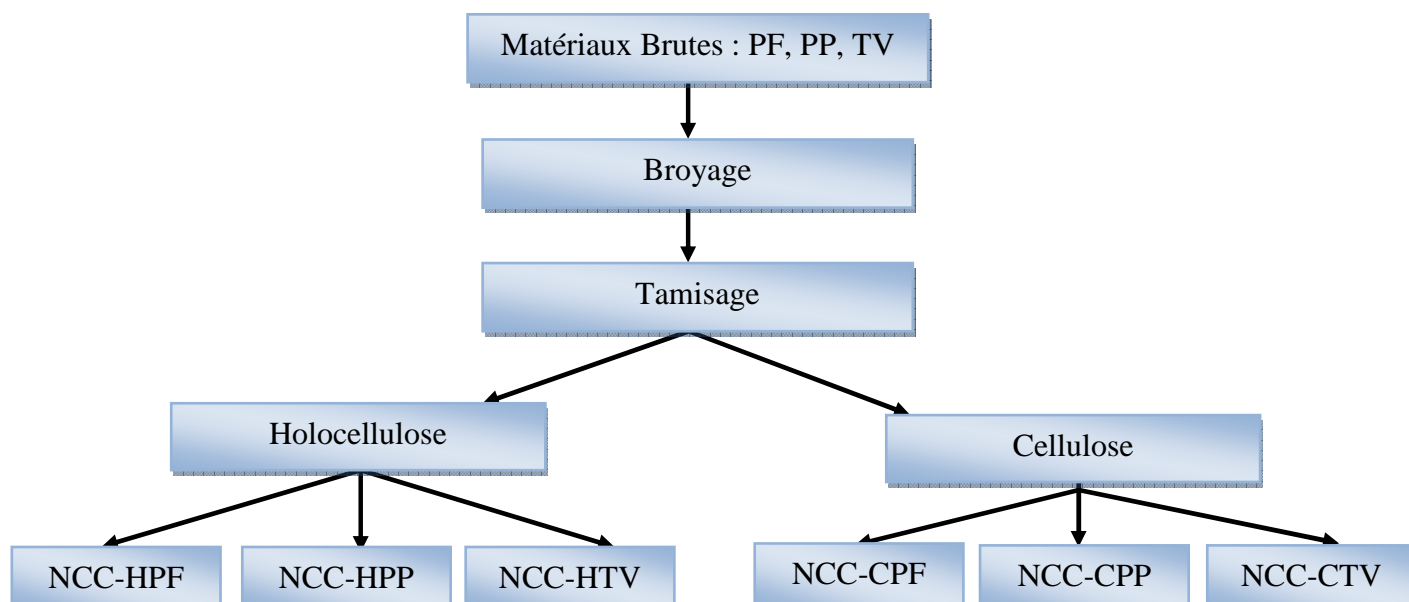 Matériaux Brutes : PF, PP, TV
Broyage
Tamisage
Holocellulose
Cellulose
NCC-HPF
NCC-HPP
NCC-HTV
NCC-CPF
NCC-CPP
NCC-CTV